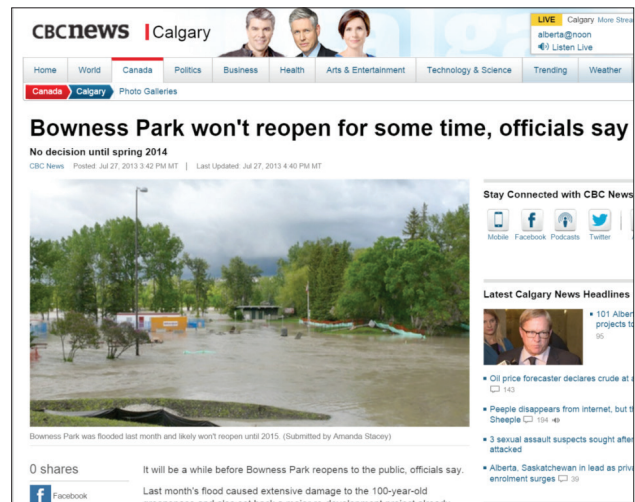 CBCnews | Calgary
LIVE Calgary More Strea
alberta@noon
Listen Live
Home World Canada Politics Business Health Arts & Entertainment Technology & Science Trending Weather
Canada Calgary Photo Galleries
Bowness Park won't reopen for some time, officials say
No decision until spring 2014
CBC News Posted: Jul 27, 2013 3:42 PM MT | Last Updated: Jul 27, 2013 4:40 PM MT
Bowness Park was flooded last month and likely won't reopen until 2015. (Submitted by Amanda Stacey)
0 shares
Facebook
It will be a while before Bowness Park reopens to the public, officials say.
Last month's flood caused extensive damage to the 100-year-old
Stay Connected with CBC News
Mobile Facebook Podcasts Twitter
Latest Calgary News Headlines
101 Alber
projects to
95
Oil price forecaster declares crude at a
143
Peeple disappears from internet, but th
Sheeple 194
3 sexual assault suspects sought after
attacked
Alberta, Saskatchewan in lead as priva
enrolment surges 39